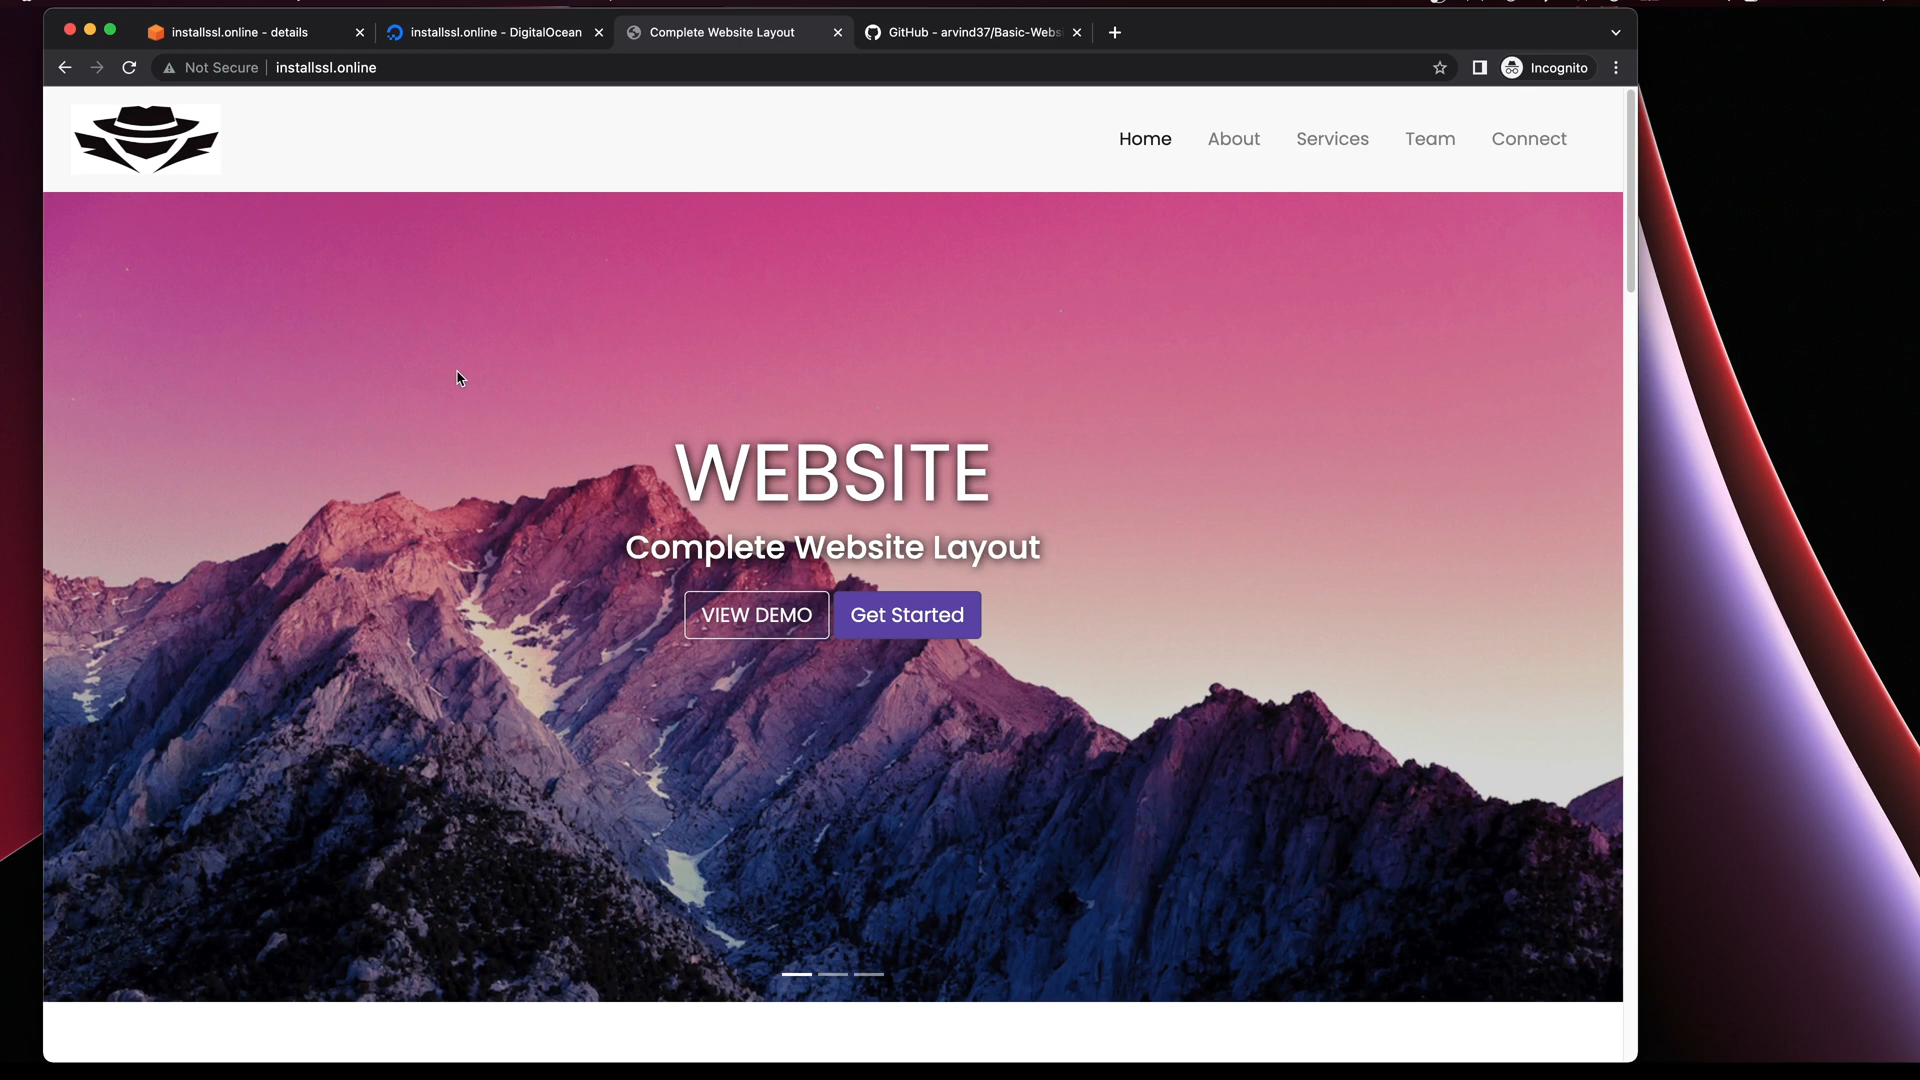 installssl.online - details
installssl.online - DigitalOcean
Complete Website Layout
GitHub - arvind37/Basic-Webs
Not Secure
installssl.online
Incognito
Home
About
Services
Team
Connect
WEBSITE
Complete Website Layout
VIEW DEMO
Get Started